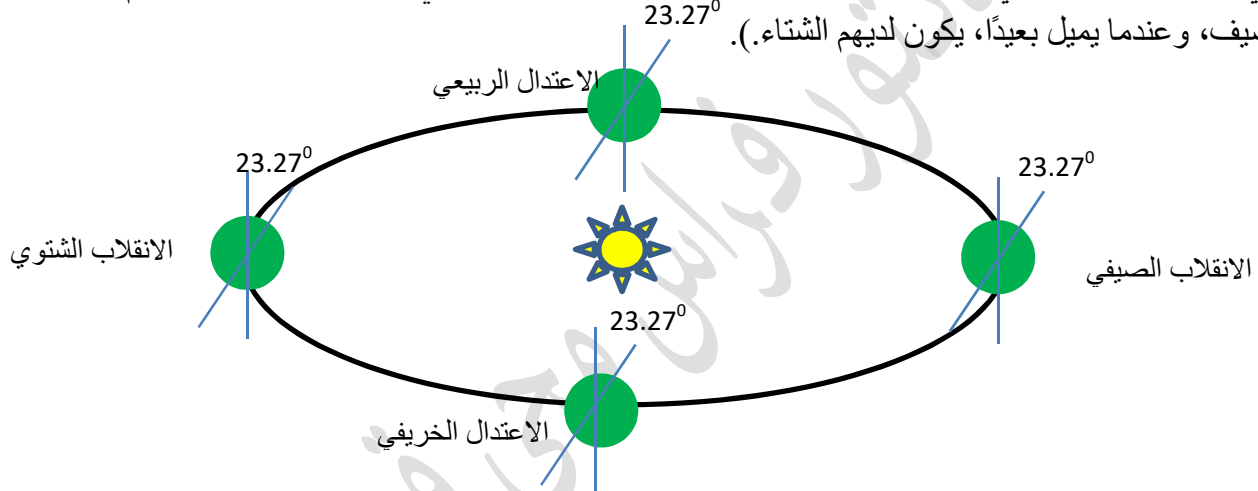 صيف، وعندما يميل بعيدًا، يكون لديهم الشتاء.).
23.27⁰
الاعتدال الربيعي
23.27⁰
23.27⁰
الانقلاب الشتوي
الانقلاب الصيفي
23.27⁰
الاعتدال الخريفي